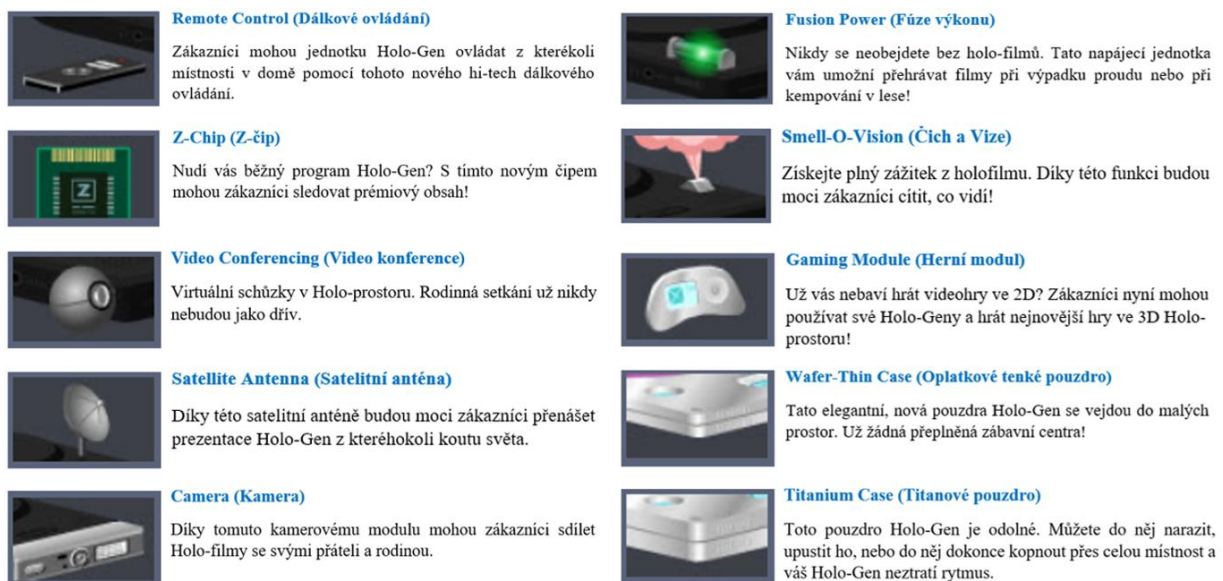 Remote Control (Dálkové ovládání)
Zákazníci mohou jednotku Holo-Gen ovládat z kterékoli
místnosti v domě pomocí tohoto nového hi-tech dálkového
ovládání.
Z-Chip (Z-čip)
Nudí vás běžný program Holo-Gen? S tímto novým čipem
mohou zákazníci sledovat prémiový obsah!
Z
Video Conferencing (Video konference)
Virtuální schůzky v Holo-prostoru. Rodinná setkání už nikdy
nebudou jako dřív.
Satellite Antenna (Satelitní anténa)
Díky této satelitní anténě budou moci zákazníci přenášet
prezentace Holo-Gen z kteréhokoli koutu světa.
Camera (Kamera)
Díky tomuto kamerovému modulu mohou zákazníci sdílet
Holo-filmy se svými přáteli a rodinou.
Fusion Power (Fúze výkonu)
Nikdy se neobejdete bez holo-filmů. Tato napájecí jednotka
vám umožní přehrávat filmy při výpadku proudu nebo při
kempování v lese!
Smell-O-Vision (Čich a Vize)
Získejte plný zážitek z holofilmu. Díky této funkci budou
moci zákazníci cítit, co vidí!
Gaming Module (Herní modul)
Už vás nebaví hrát videohry ve 2D? Zákazníci nyní mohou
používat své Holo-Geny a hrát nejnovější hry ve 3D Holo-
prostoru!
Wafer-Thin Case (Oplatkové tenké pouzdro)
Tato elegantní, nová pouzdra Holo-Gen se vejdou do malých
prostor. Už žádná přeplněná zábavní centra!
Titanium Case (Titanové pouzdro)
Toto pouzdro Holo-Gen je odolné. Můžete do něj narazit,
upustit ho, nebo do něj dokonce kopnout přes celou místnost a
váš Holo-Gen neztratí rytmus.